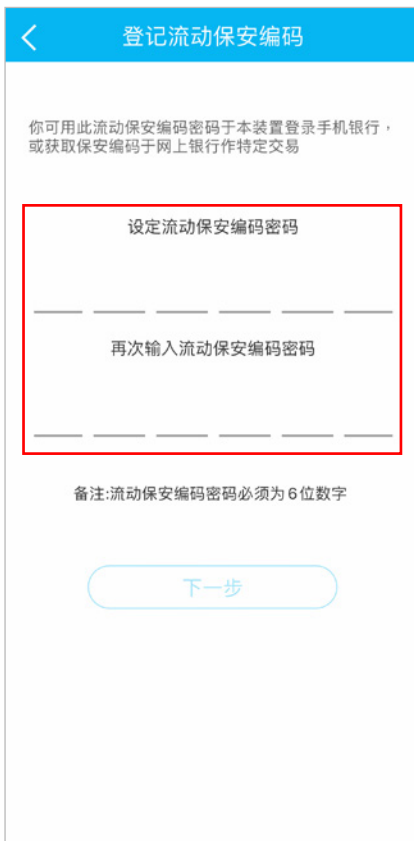 登记流动保安编码
你可用此流动保安编码密码于本装置登录手机银行，
或获取保安编码于网上银行作特定交易
设定流动保安编码密码
再次输入流动保安编码密码
备注:流动保安编码密码必须为6位数字
下一步